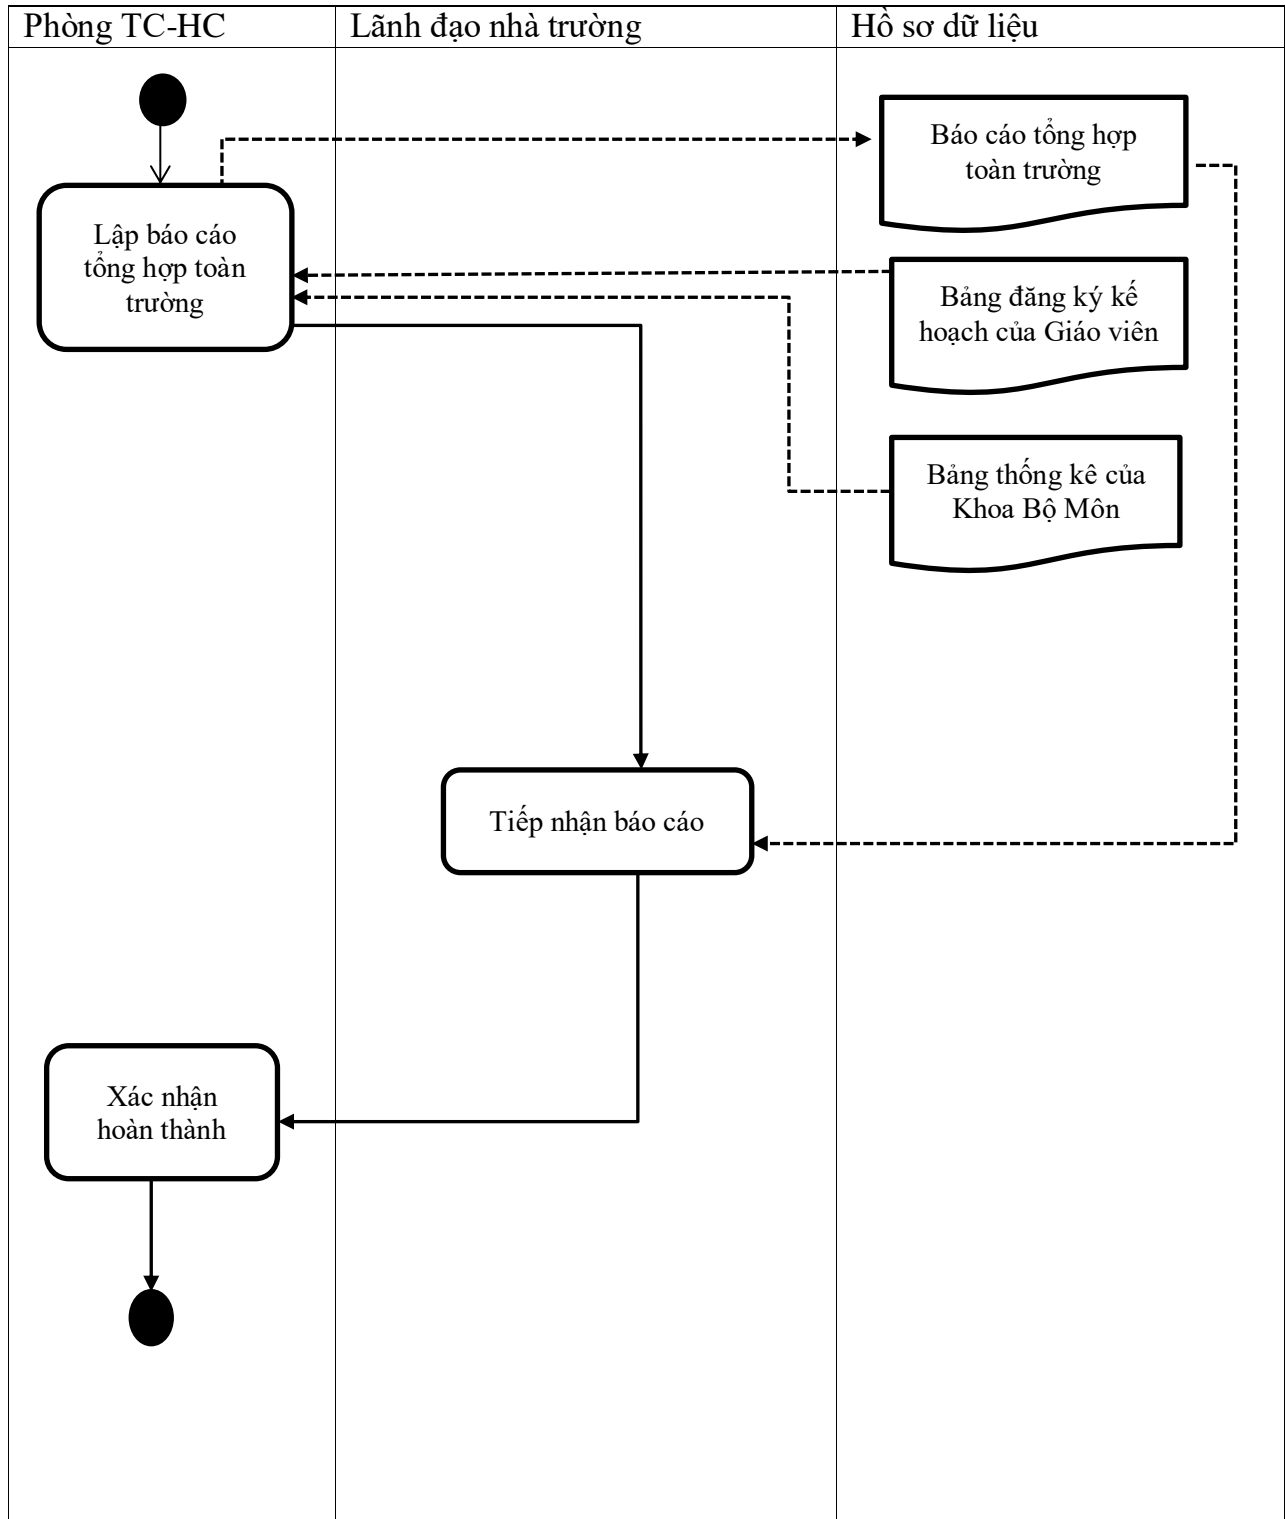 Phòng TC-HC
Lãnh đạo nhà trường
Hồ sơ dữ liệu
Báo cáo tổng hợp
toàn trường
Lập báo cáo
tổng hợp toàn
trường
Bảng đăng ký kế
hoạch của Giáo viên
Bảng thống kê của
Khoa Bộ Môn
Tiếp nhận báo cáo
Xác nhận
hoàn thành